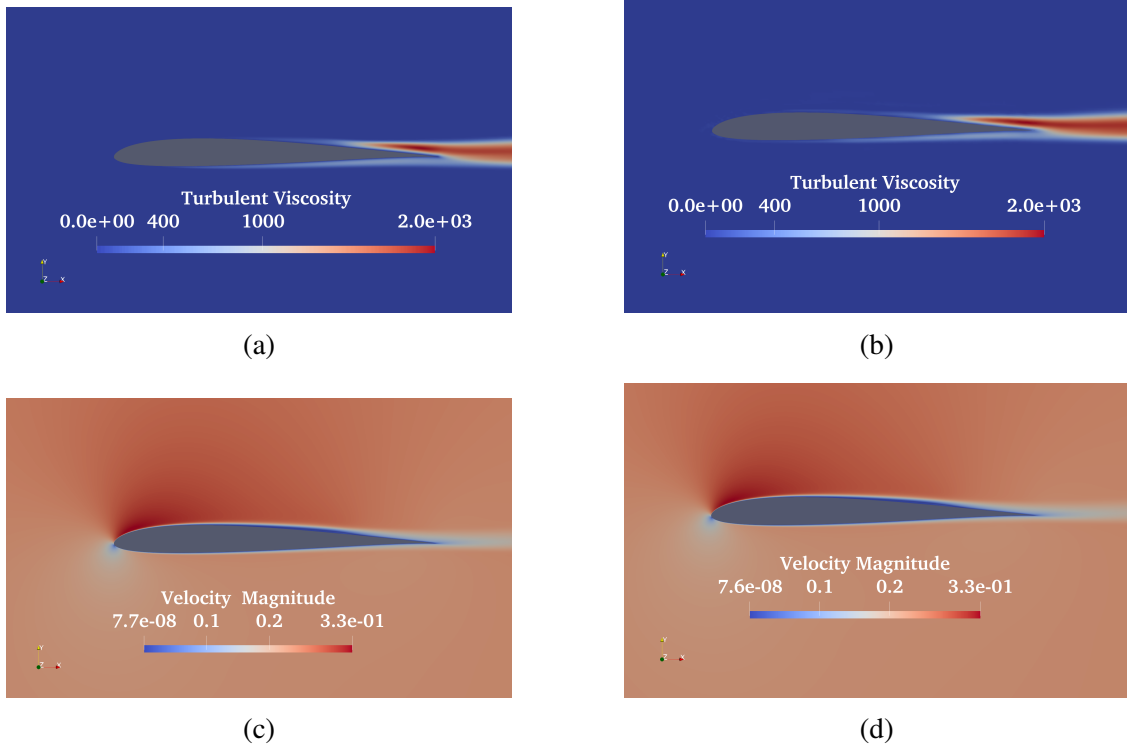 Turbulent Viscosity
0.0e+00 400 1000 2.0e+03
Y
Z X
(a)
Turbulent Viscosity
0.0e+00 400 1000 2.0e+03
Y
Z X
(b)
Velocity Magnitude
7.7e-08 0.1 0.2 3.3e-01
Y
Z X
(c)
Velocity Magnitude
7.6e-08 0.1 0.2 3.3e-01
Y
Z X
(d)